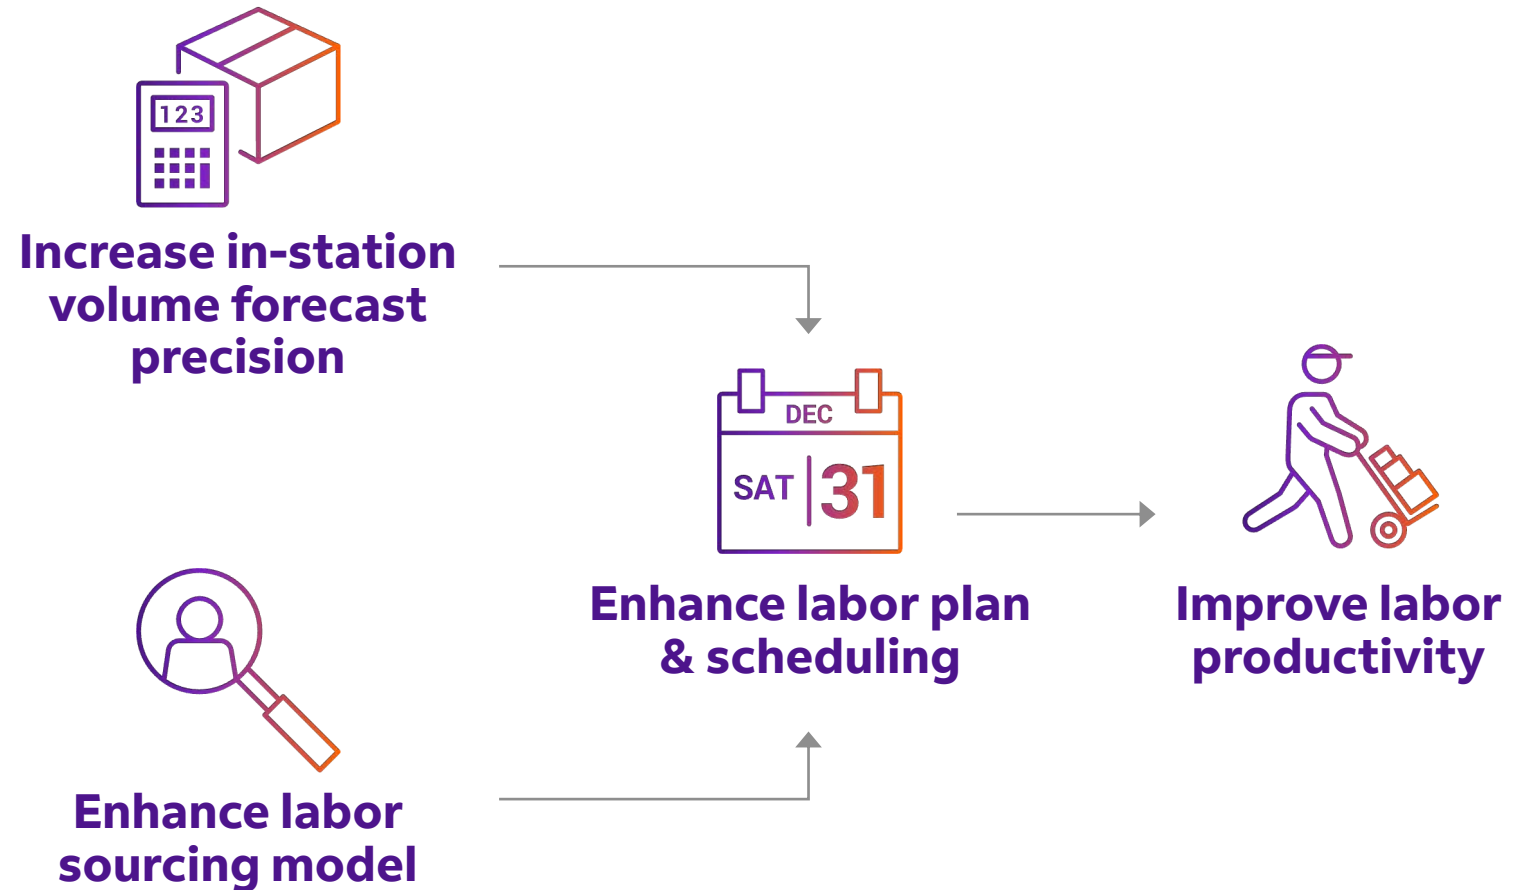 123
Increase in-station
volume forecast
precision
DEC
SAT 31
Enhance labor plan
& scheduling
Improve labor
productivity
Enhance labor
sourcing model